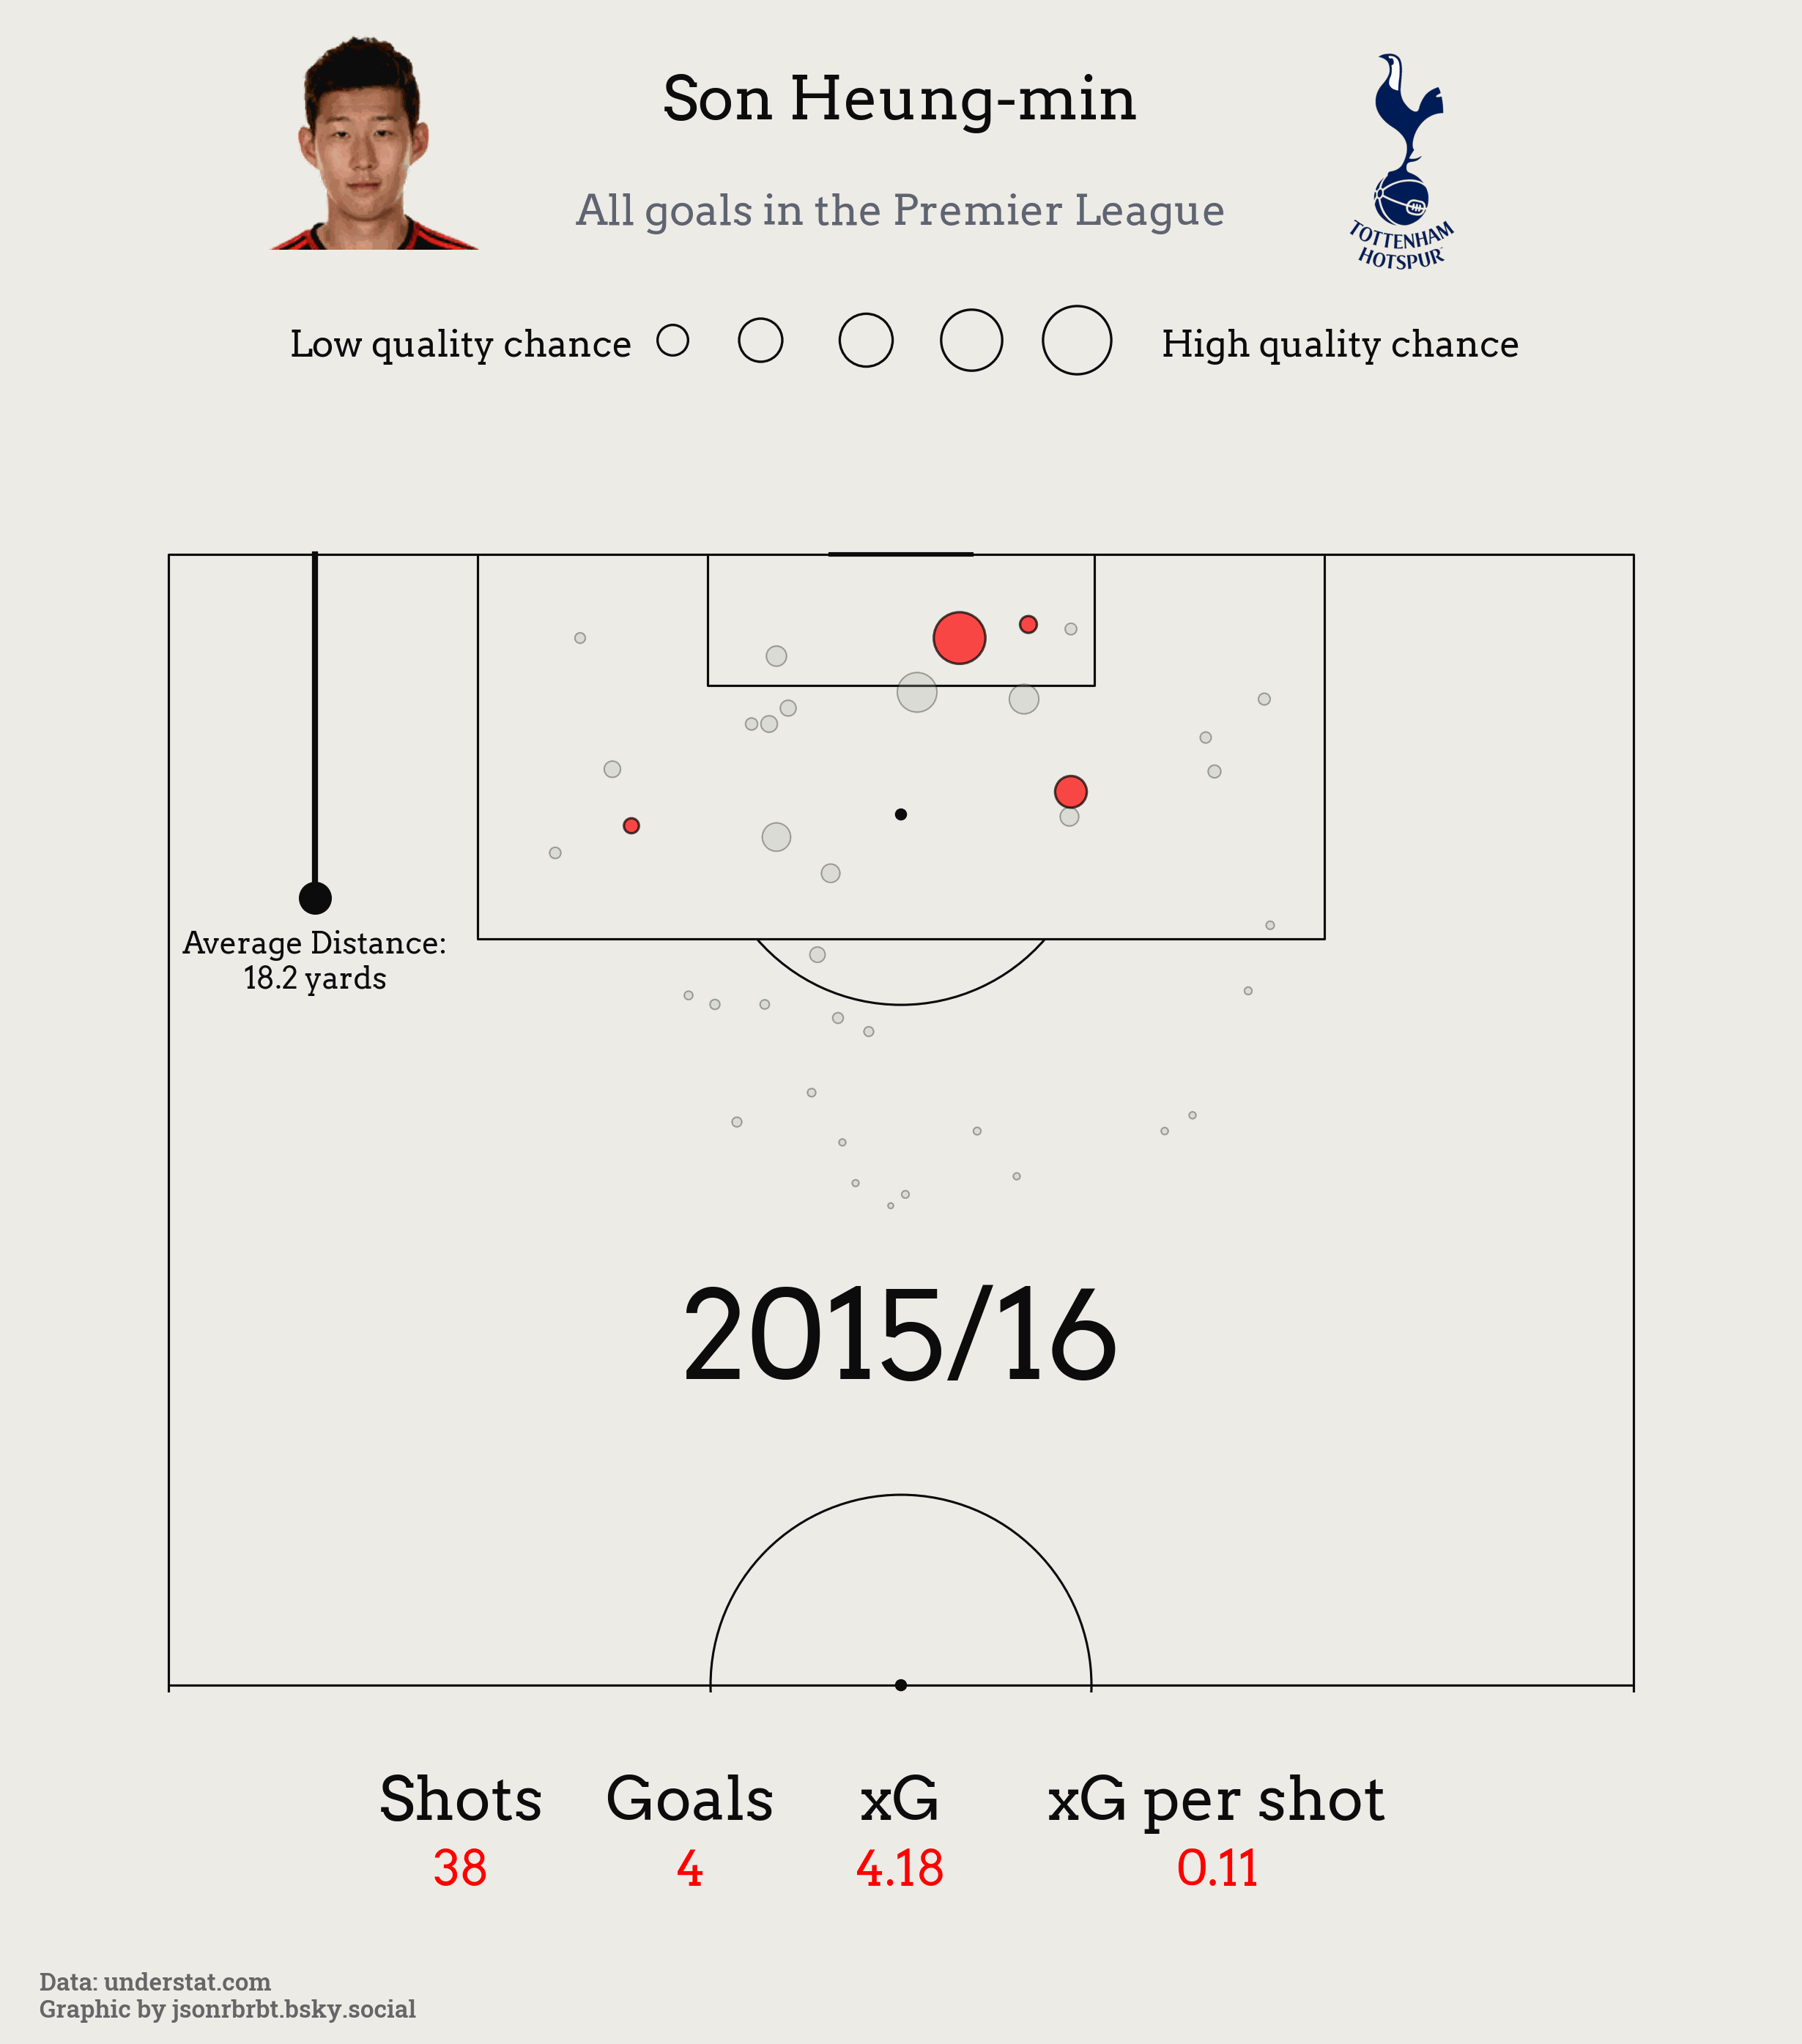 Son Heung-min
All goals in the Premier League
TOTTENHAM
HOTSPUR
Low quality chance
High quality chance
Average Distance:
18.2 yards
2015/16
Shots Goals xG xG per shot
38 4 4.18 0.11
Data: understat.com
Graphic by jsonrbrbt.bsky.social